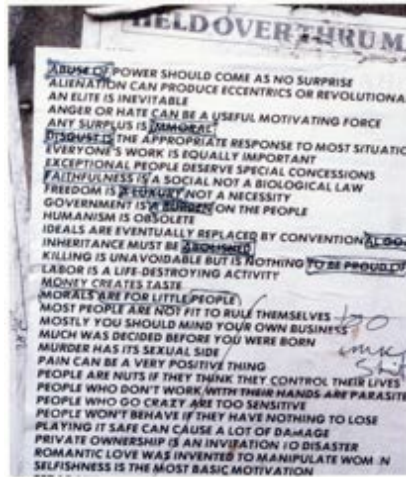 HELD OVER THRU MA
ABUSE OF POWER SHOULD COME AS NO SURPRISE
ALIENATION CAN PRODUCE ECCENTRICS OR REVOLUTIONA
AN ELITE IS INEVITABLE
ANGER OR HATE CAN BE A USEFUL MOTIVATING FORCE
ANY SURPLUS IS IMMORAL
DISGUST IS THE APPROPRIATE RESPONSE TO MOST SITUATIO
EVERYONE'S WORK IS EQUALLY IMPORTANT
EXCEPTIONAL PEOPLE DESERVE SPECIAL CONCESSIONS
FAITHFULNESS IS A SOCIAL NOT A BIOLOGICAL LAW
FREEDOM IS A LUXURY NOT A NECESSITY
GOVERNMENT IS A BURDEN ON THE PEOPLE
HUMANISM IS OBSOLETE
IDEALS ARE EVENTUALLY REPLACED BY CONVENTIONAL GO
INHERITANCE MUST BE ABOLISHED
KILLING IS UNAVOIDABLE BUT IS NOTHING TO BE PROUD OF
LABOR IS A LIFE-DESTROYING ACTIVITY
MONEY CREATES TASTE
MORALS ARE FOR LITTLE PEOPLE
MOST PEOPLE ARE NOT FIT TO RULE THEMSELVES
MOSTLY YOU SHOULD MIND YOUR OWN BUSINESS
MUCH WAS DECIDED BEFORE YOU WERE BORN
MURDER HAS ITS SEXUAL SIDE
PAIN CAN BE A VERY POSITIVE THING
PEOPLE ARE NUTS IF THEY THINK THEY CONTROL THEIR LIVES
PEOPLE WHO DON'T WORK WITH THEIR HANDS ARE PARASITE
PEOPLE WHO GO CRAZY ARE TOO SENSITIVE
PEOPLE WON'T BEHAVE IF THEY HAVE NOTHING TO LOSE
PLAYING IT SAFE CAN CAUSE A LOT OF DAMAGE
PRIVATE OWNERSHIP IS AN INVITATION TO DISASTER
ROMANTIC LOVE WAS INVENTED TO MANIPULATE WOM N
SELFISHNESS IS THE MOST BASIC MOTIVATION